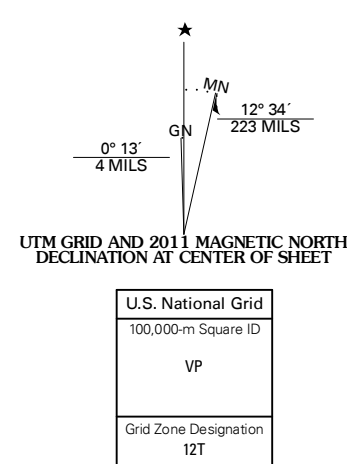 MN
GN
12° 34´
223 MILS
0° 13´
4 MILS
UTM GRID AND 2011 MAGNETIC NORTH
DECLINATION AT CENTER OF SHEET
U.S. National Grid
100,000-m Square ID
VP
Grid Zone Designation
12T